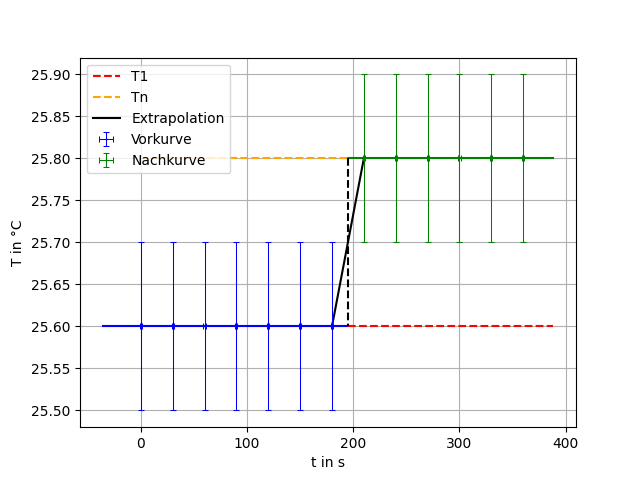 T1
Tn
Extrapolation
Vorkurve
Nachkurve
25.90
25.85
25.80
25.75
25.70
25.65
25.60
25.55
25.50
T in °C
0 100 200 300 400
t in s